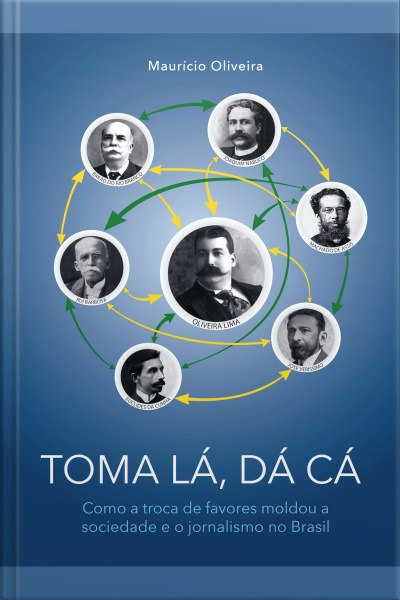 Maurício Oliveira
BARÃO DO RIO BRANCO
JOAQUIM NABUCO
MACHADO DE ASSIS
OLIVEIRA LIMA
RUI BARBOSA
JOSÉ VERÍSSIMO
EUCLIDES DA CUNHA
TOMA LÁ, DÁ CÁ
Como a troca de favores moldou a
sociedade e o jornalismo no Brasil